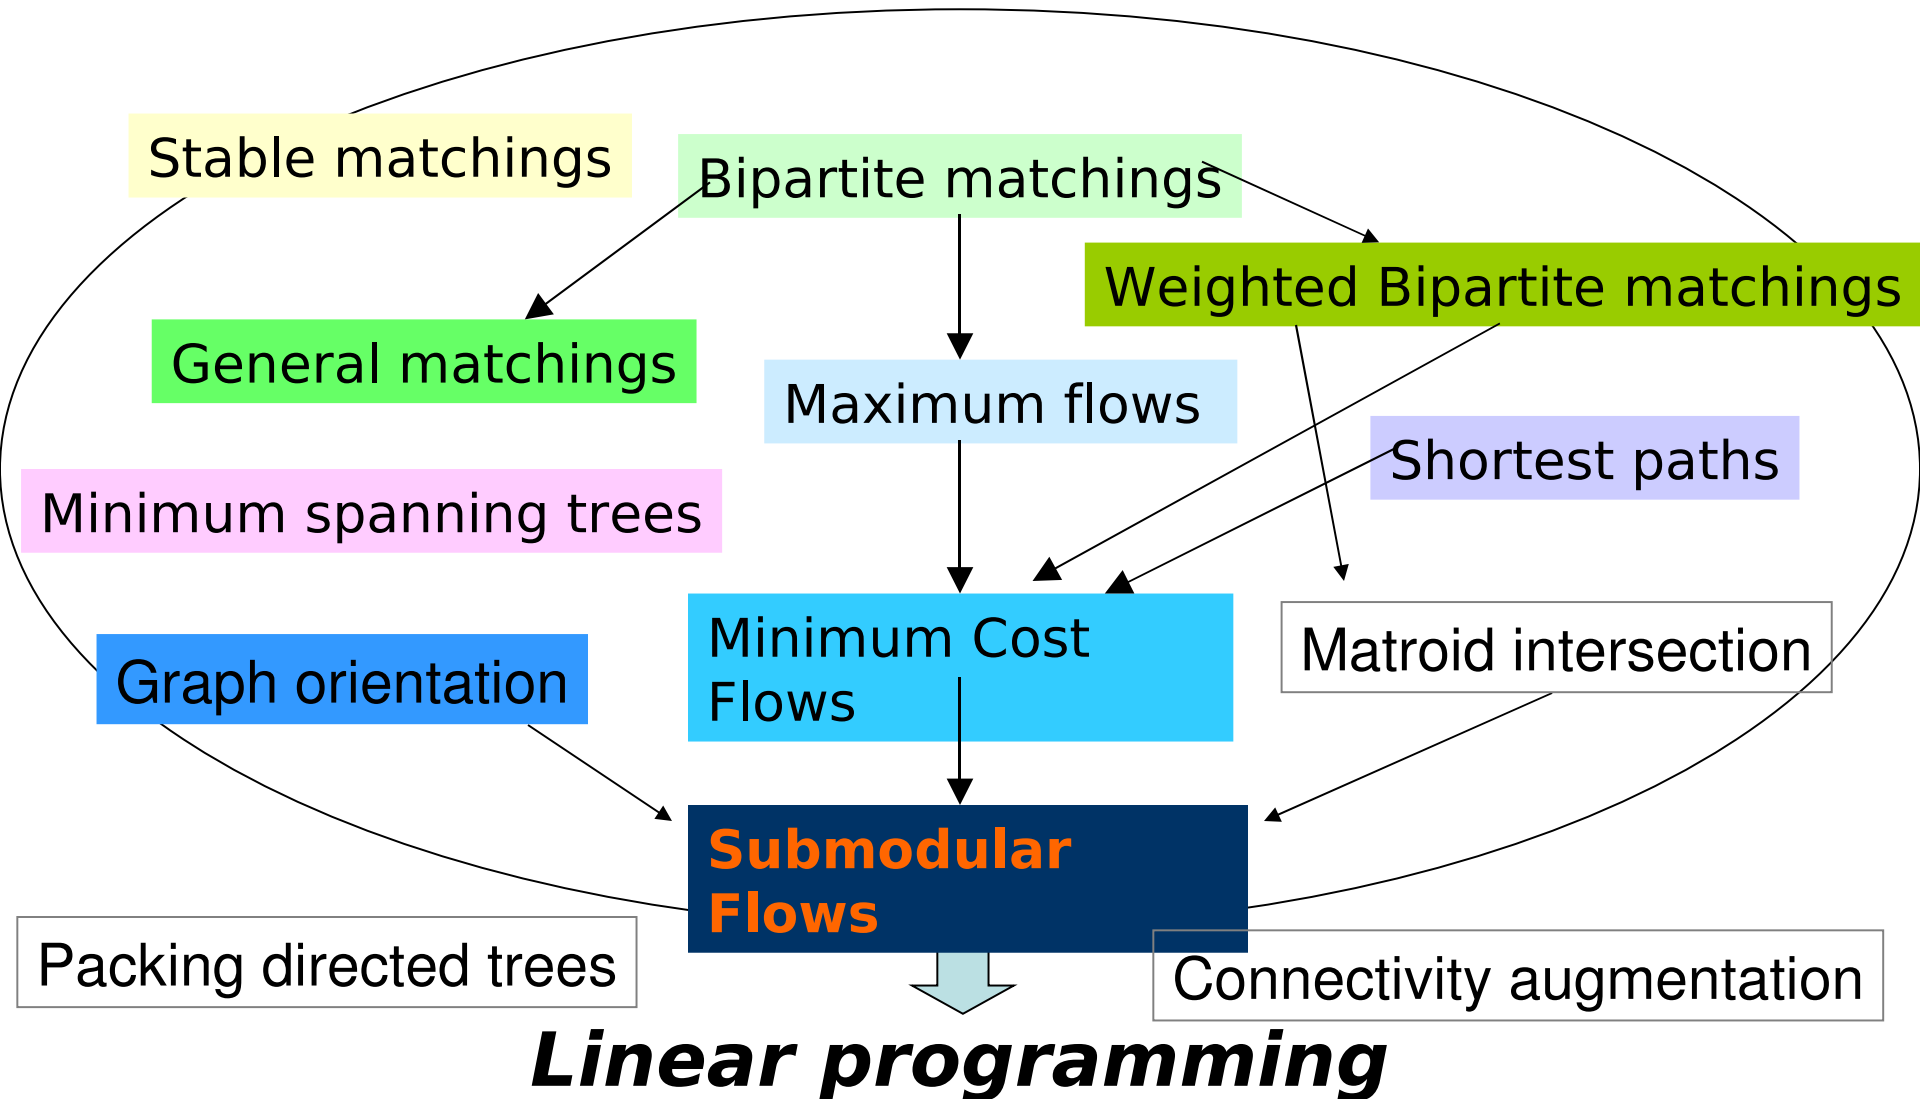 Stable matchings
Bipartite matchings
Weighted Bipartite matchings
General matchings
Maximum flows
Shortest paths
Minimum spanning trees
Minimum Cost
Flows
Matroid intersection
Graph orientation
Submodular
Flows
Packing directed trees
Connectivity augmentation
Linear programming